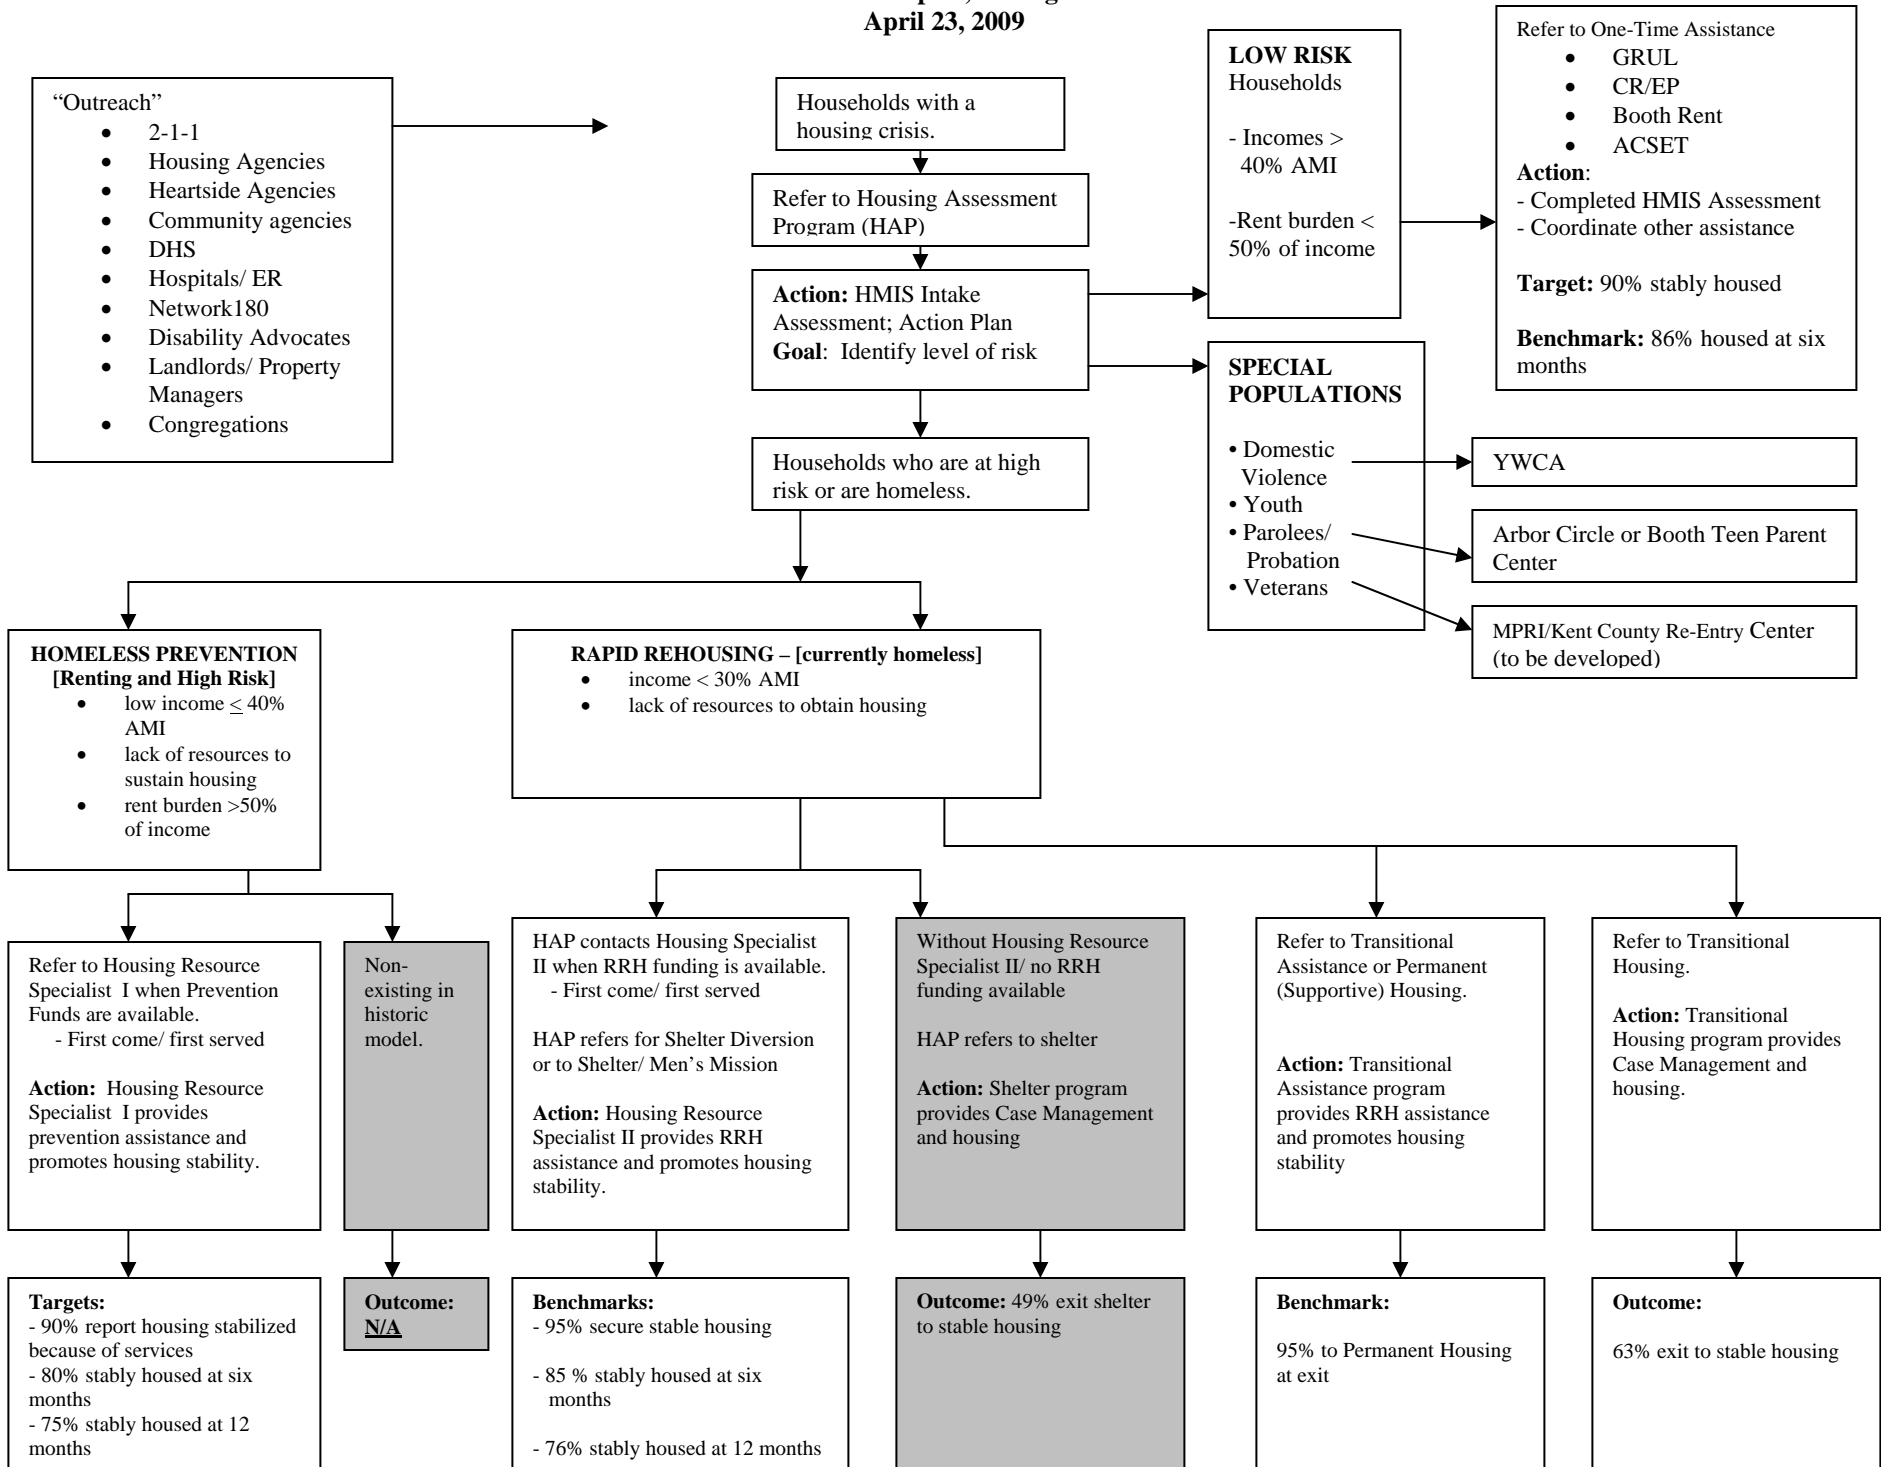 April 23, 2009
“Outreach”
• 2-1-1
• Housing Agencies
• Heartside Agencies
• Community agencies
• DHS
• Hospitals/ ER
• Network180
• Disability Advocates
• Landlords/ Property
Managers
• Congregations
Households with a
housing crisis.
Refer to Housing Assessment
Program (HAP)
Action: HMIS Intake
Assessment; Action Plan
Goal: Identify level of risk
Households who are at high
risk or are homeless.
LOW RISK
Households
- Incomes >
40% AMI
-Rent burden <
50% of income
Refer to One-Time Assistance
• GRUL
• CR/EP
• Booth Rent
• ACSET
Action:
- Completed HMIS Assessment
- Coordinate other assistance
Target: 90% stably housed
Benchmark: 86% housed at six
months
SPECIAL
POPULATIONS
• Domestic
Violence
• Youth
• Parolees/
Probation
• Veterans
YWCA
Arbor Circle or Booth Teen Parent
Center
MPRI/Kent County Re-Entry Center
(to be developed)
HOMELESS PREVENTION
[Renting and High Risk]
• low income < 40%
AMI
• lack of resources to
sustain housing
• rent burden >50%
of income
RAPID REHOUSING – [currently homeless]
• income < 30% AMI
• lack of resources to obtain housing
Refer to Housing Resource
Specialist I when Prevention
Funds are available.
- First come/ first served
Action: Housing Resource
Specialist I provides
prevention assistance and
promotes housing stability.
Non-
existing in
historic
model.
HAP contacts Housing Specialist
II when RRH funding is available.
- First come/ first served
HAP refers for Shelter Diversion
or to Shelter/ Men’s Mission
Action: Housing Resource
Specialist II provides RRH
assistance and promotes housing
stability.
Without Housing Resource
Specialist II/ no RRH
funding available
HAP refers to shelter
Action: Shelter program
provides Case Management
and housing
Refer to Transitional
Assistance or Permanent
(Supportive) Housing.
Action: Transitional
Assistance program
provides RRH assistance
and promotes housing
stability
Refer to Transitional
Housing.
Action: Transitional
Housing program provides
Case Management and
housing.
Targets:
- 90% report housing stabilized
because of services
- 80% stably housed at six
months
- 75% stably housed at 12
months
Outcome:
N/A
Benchmarks:
- 95% secure stable housing
- 85 % stably housed at six
months
- 76% stably housed at 12 months
Outcome: 49% exit shelter
to stable housing
Benchmark:
95% to Permanent Housing
at exit
Outcome:
63% exit to stable housing